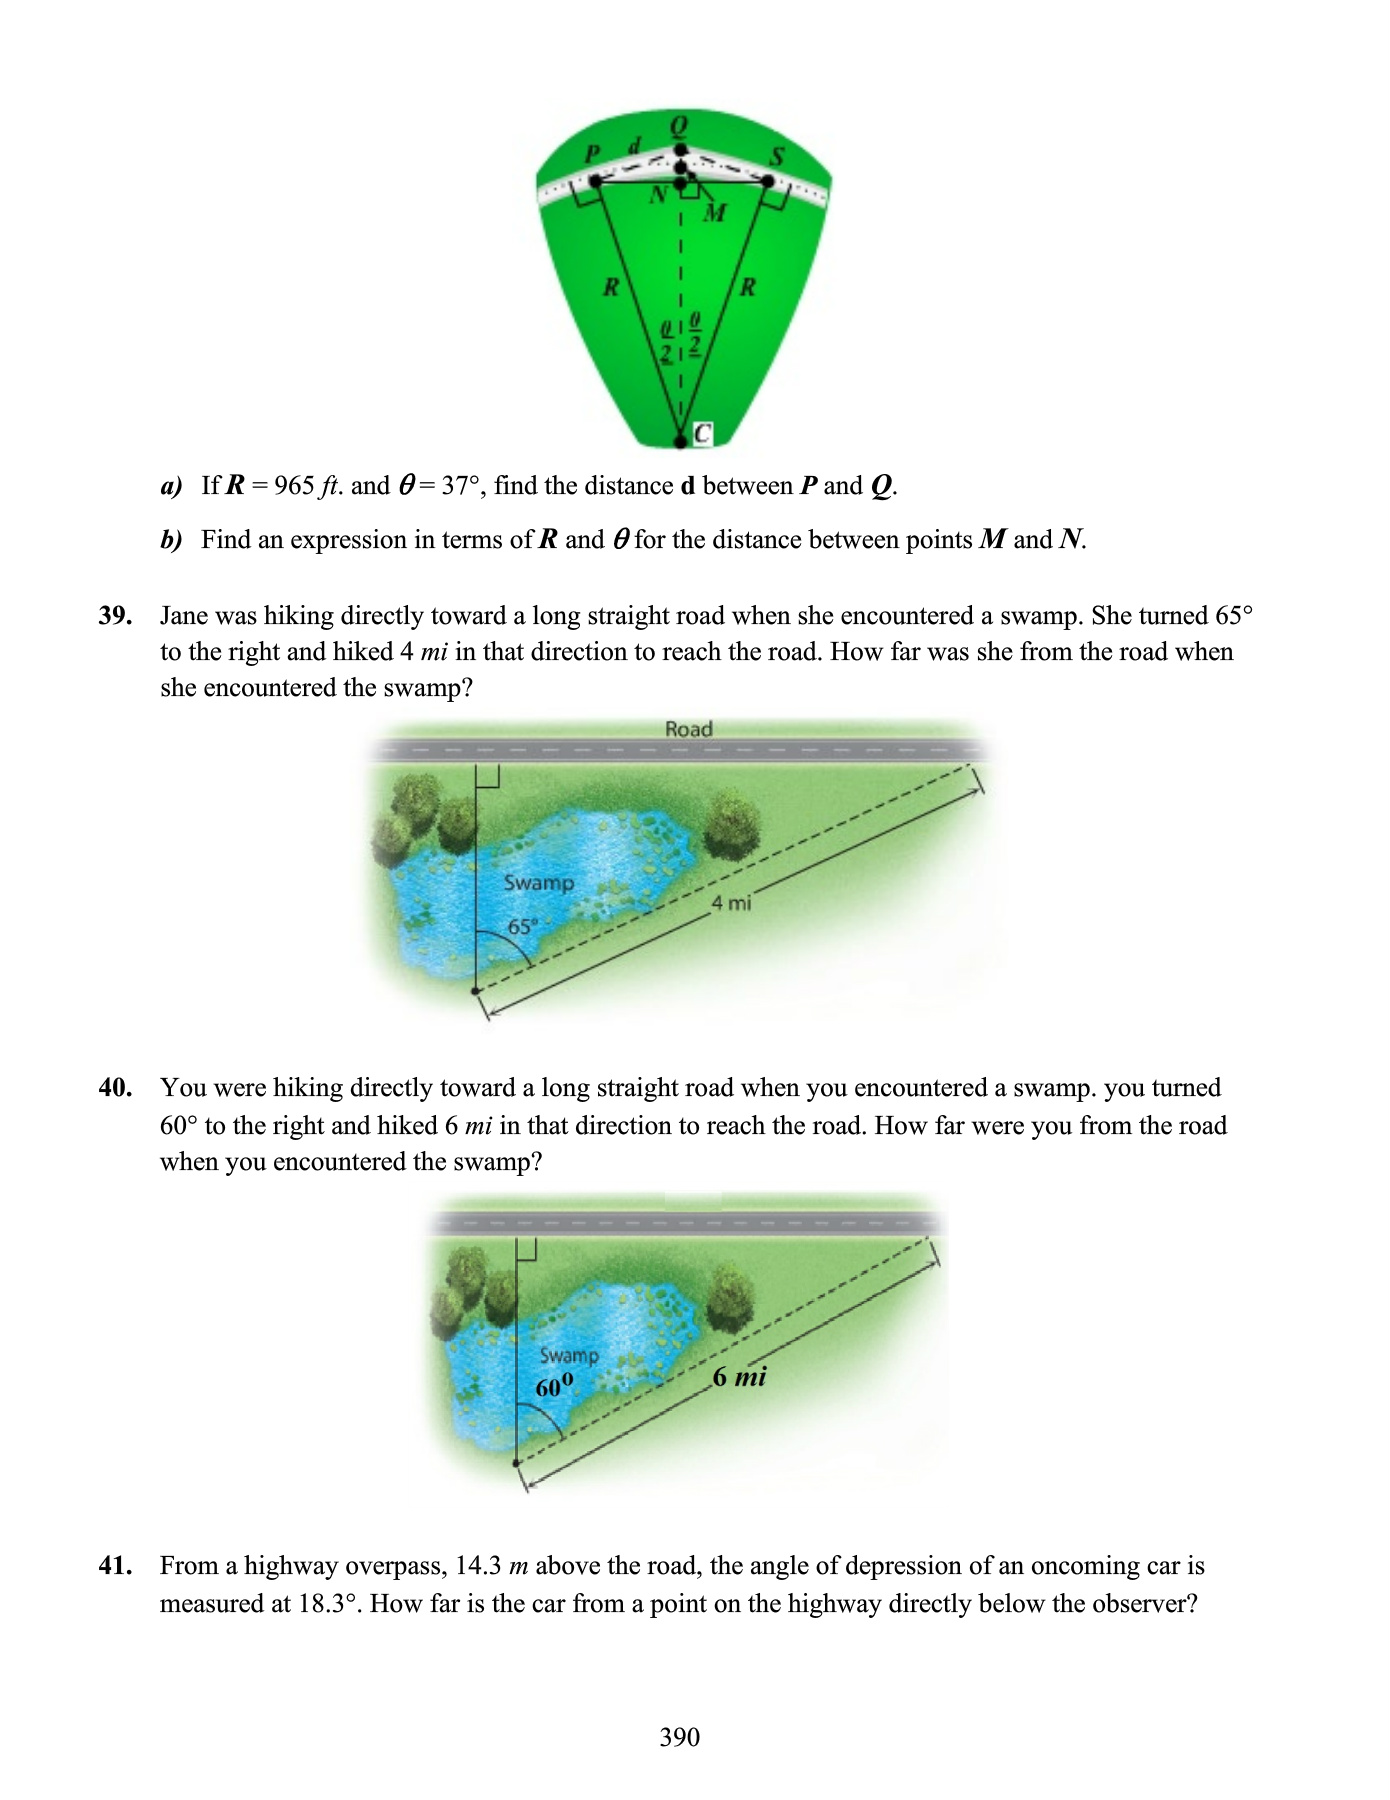 Q
P d S
N
M
R R
θ θ
2 2
C
a) If R = 965 ft. and θ = 37°, find the distance d between P and Q.
b) Find an expression in terms of R and θ for the distance between points M and N.
39. Jane was hiking directly toward a long straight road when she encountered a swamp. She turned 65°
to the right and hiked 4 mi in that direction to reach the road. How far was she from the road when
she encountered the swamp?
Road
Swamp
4 mi
65°
40. You were hiking directly toward a long straight road when you encountered a swamp. you turned
60° to the right and hiked 6 mi in that direction to reach the road. How far were you from the road
when you encountered the swamp?
Swamp
6 mi
60⁰
41. From a highway overpass, 14.3 m above the road, the angle of depression of an oncoming car is
measured at 18.3°. How far is the car from a point on the highway directly below the observer?
390